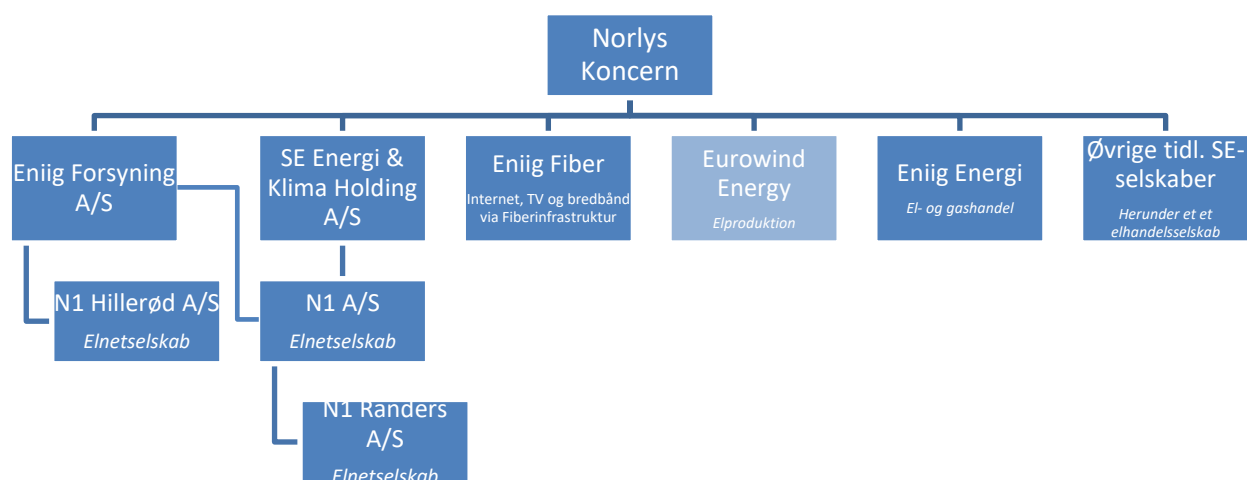 Norlys
Koncern
Eniig Forsyning
A/S
SE Energi &
Klima Holding
A/S
Eniig Fiber
Internet, TV og bredbånd
via Fiberinfrastruktur
Eurowind
Energy
Elproduktion
Eniig Energi
El- og gashandel
Øvrige tidl. SE-
selskaber
Herunder et et
elhandelsselskab
N1 Hillerød A/S
Elnetselskab
N1 A/S
Elnetselskab
N1 Randers
A/S
Elnetselskab